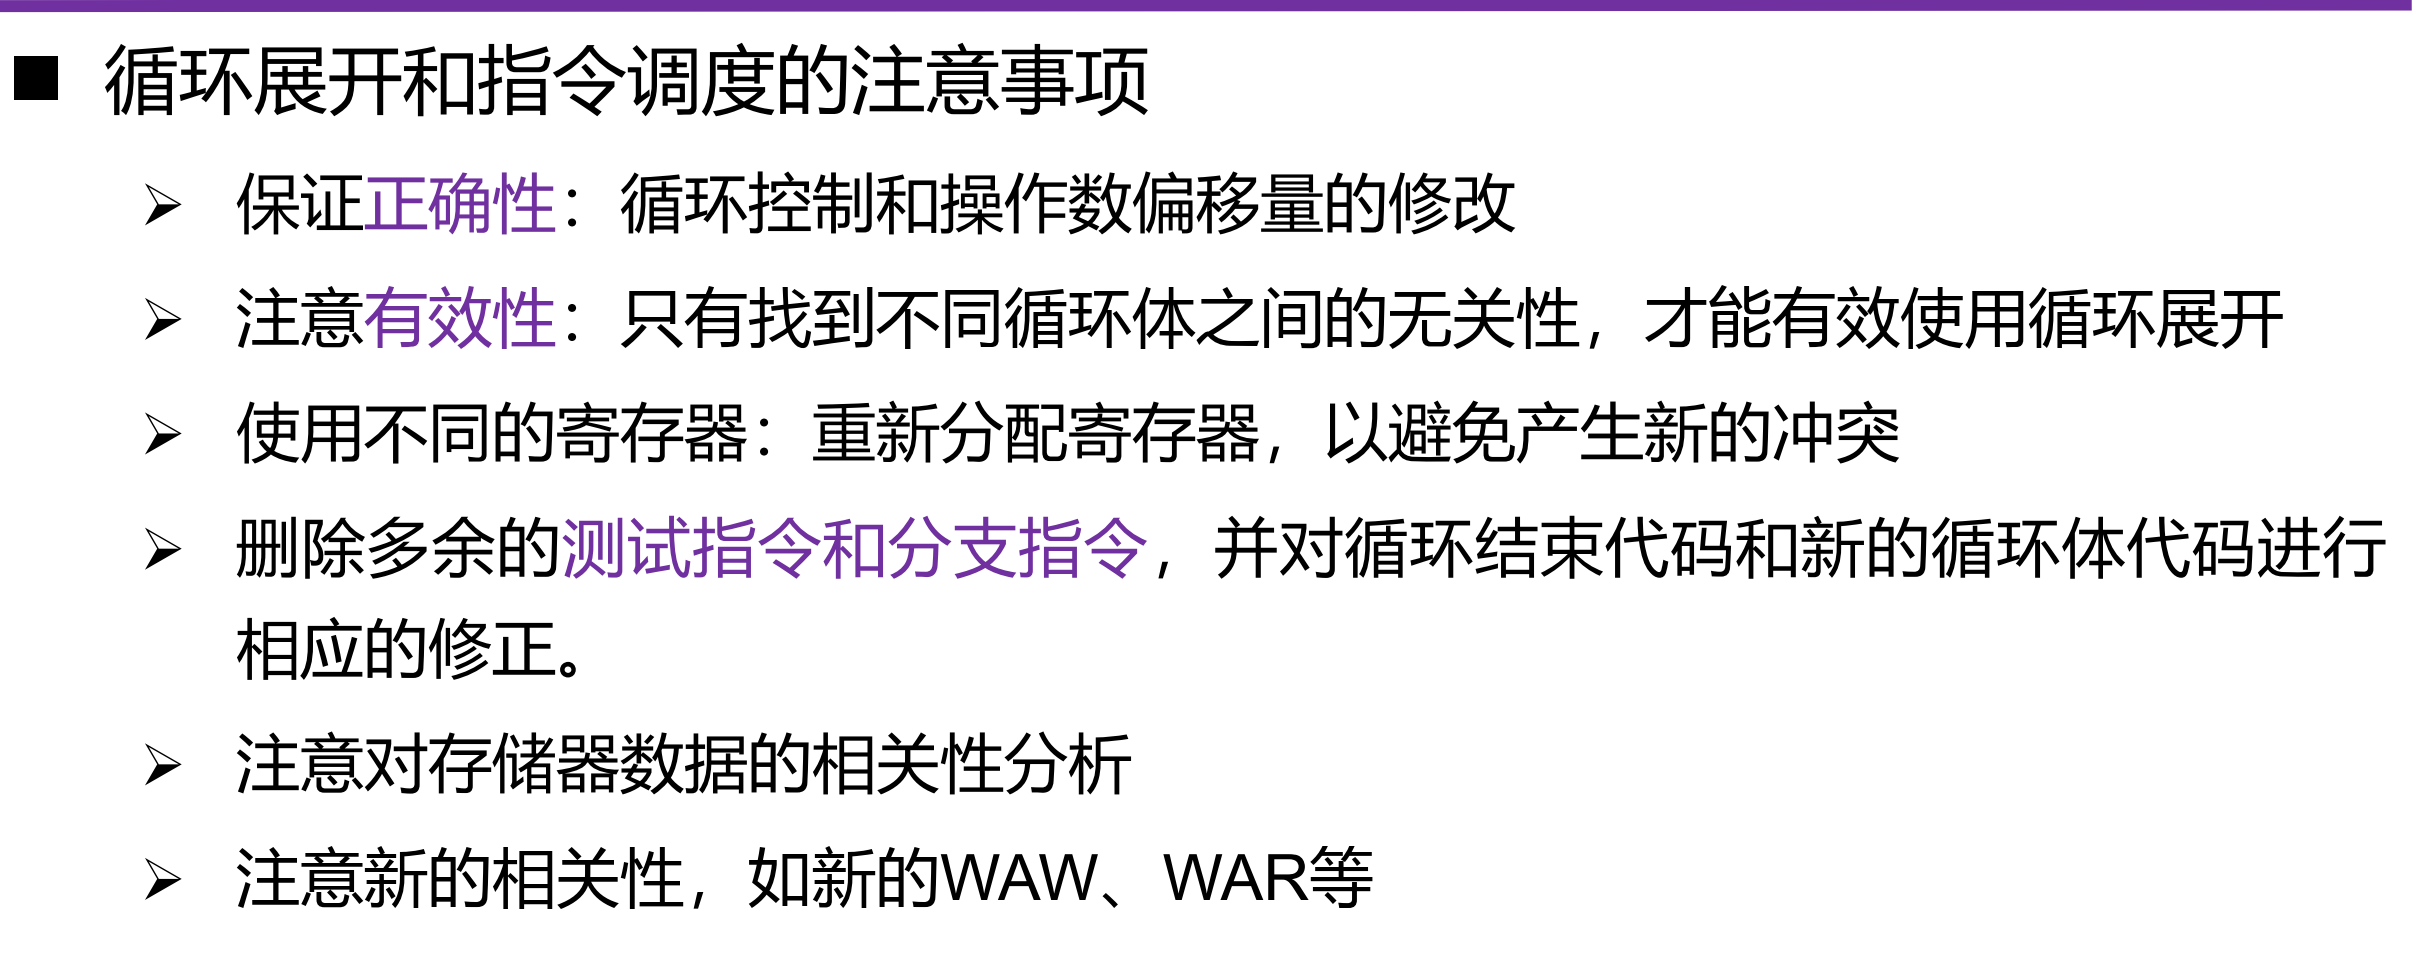 循环展开和指令调度的注意事项
保证正确性：循环控制和操作数偏移量的修改
注意有效性：只有找到不同循环体之间的无关性，才能有效使用循环展开
使用不同的寄存器：重新分配寄存器，以避免产生新的冲突
删除多余的测试指令和分支指令，并对循环结束代码和新的循环体代码进行
相应的修正。
注意对存储器数据的相关性分析
注意新的相关性，如新的WAW、WAR等